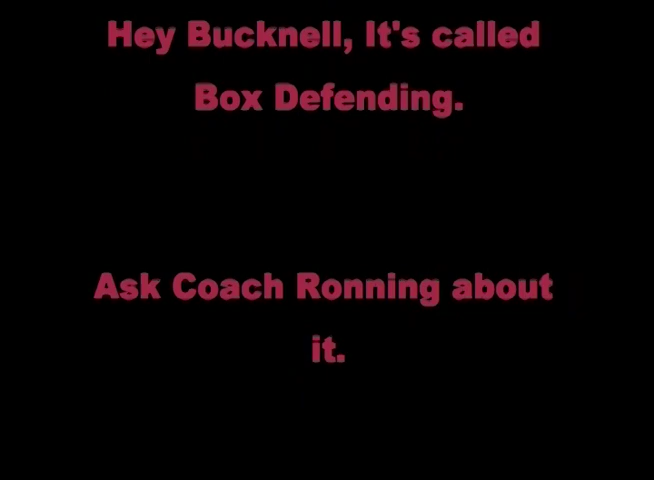 Hey Bucknell, It's called
Box Defending.
Ask Coach Ronning about
it.